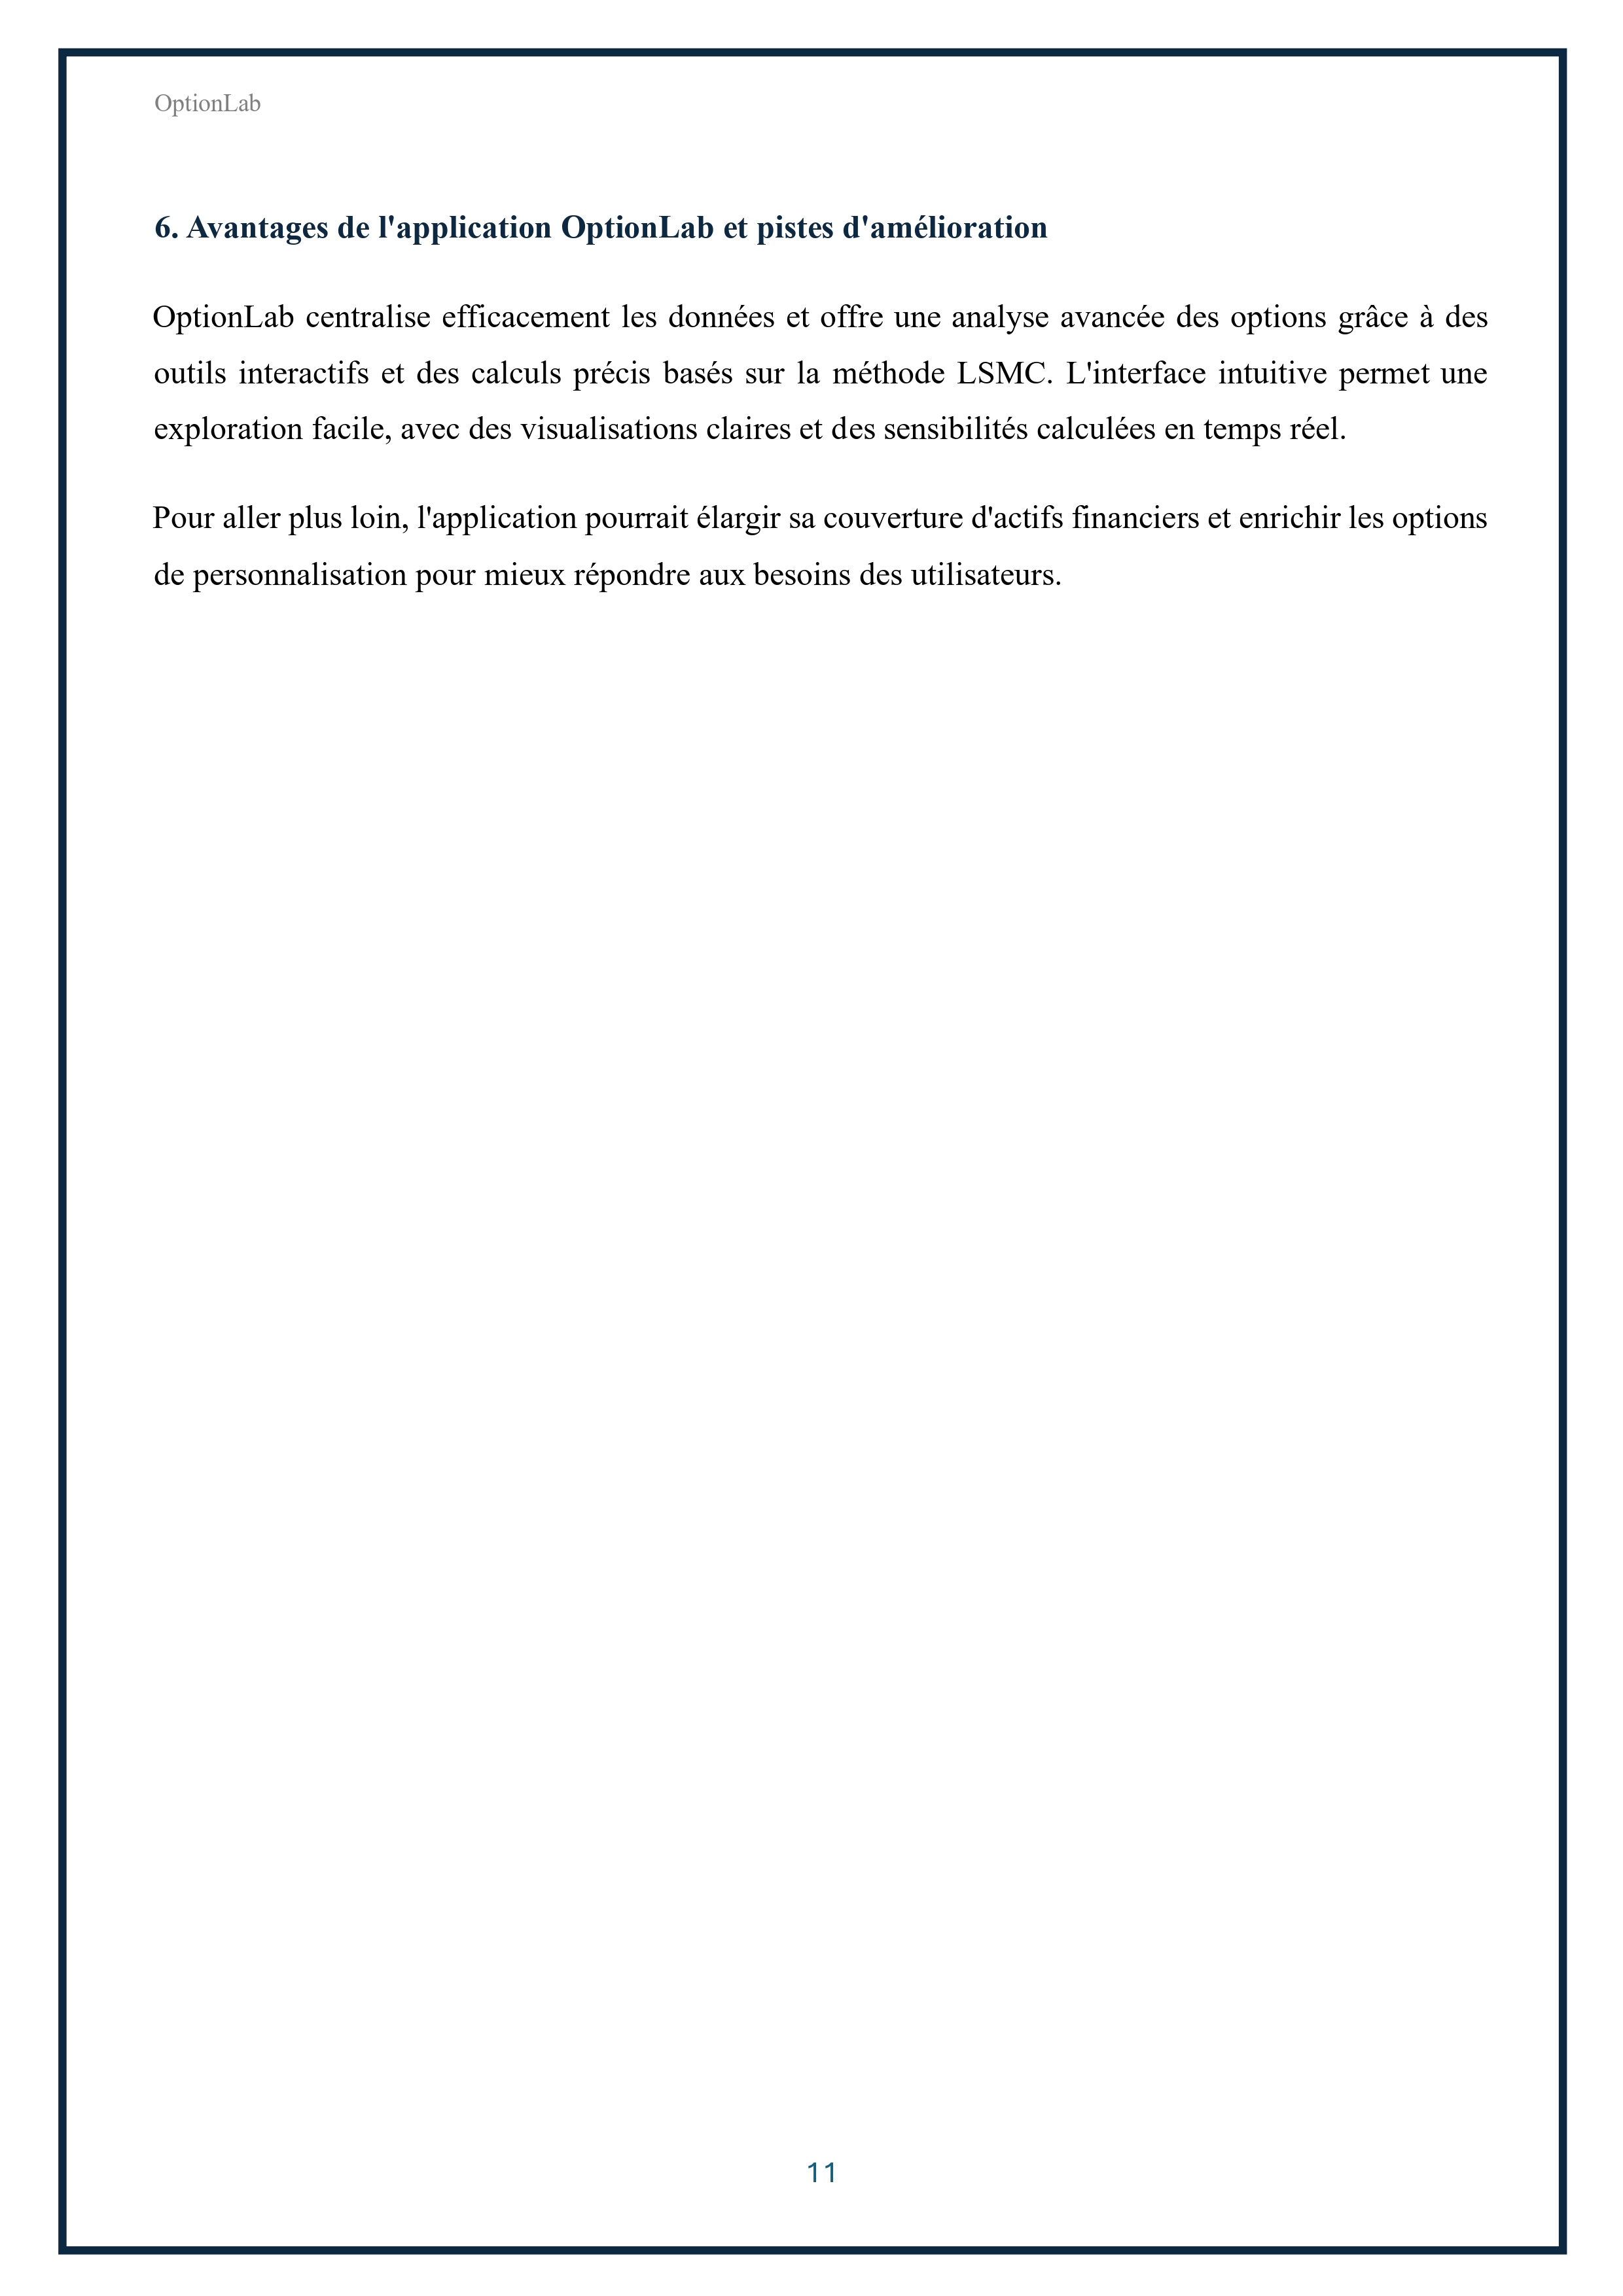 OptionLab
6. Avantages de l'application OptionLab et pistes d'amélioration
OptionLab centralise efficacement les données et offre une analyse avancée des options grâce à des
outils interactifs et des calculs précis basés sur la méthode LSMC. L'interface intuitive permet une
exploration facile, avec des visualisations claires et des sensibilités calculées en temps réel.
Pour aller plus loin, l'application pourrait élargir sa couverture d'actifs financiers et enrichir les options
de personnalisation pour mieux répondre aux besoins des utilisateurs.
11